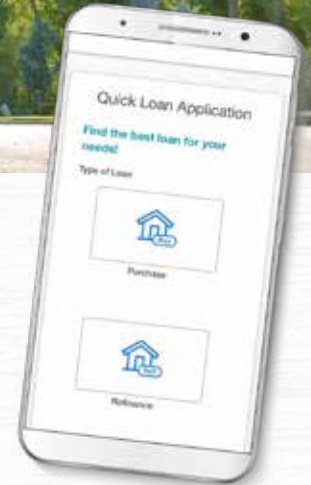 Quick Loan Application
Find the best loan for your
needs!
Type of Loan
Purchase
Refinance